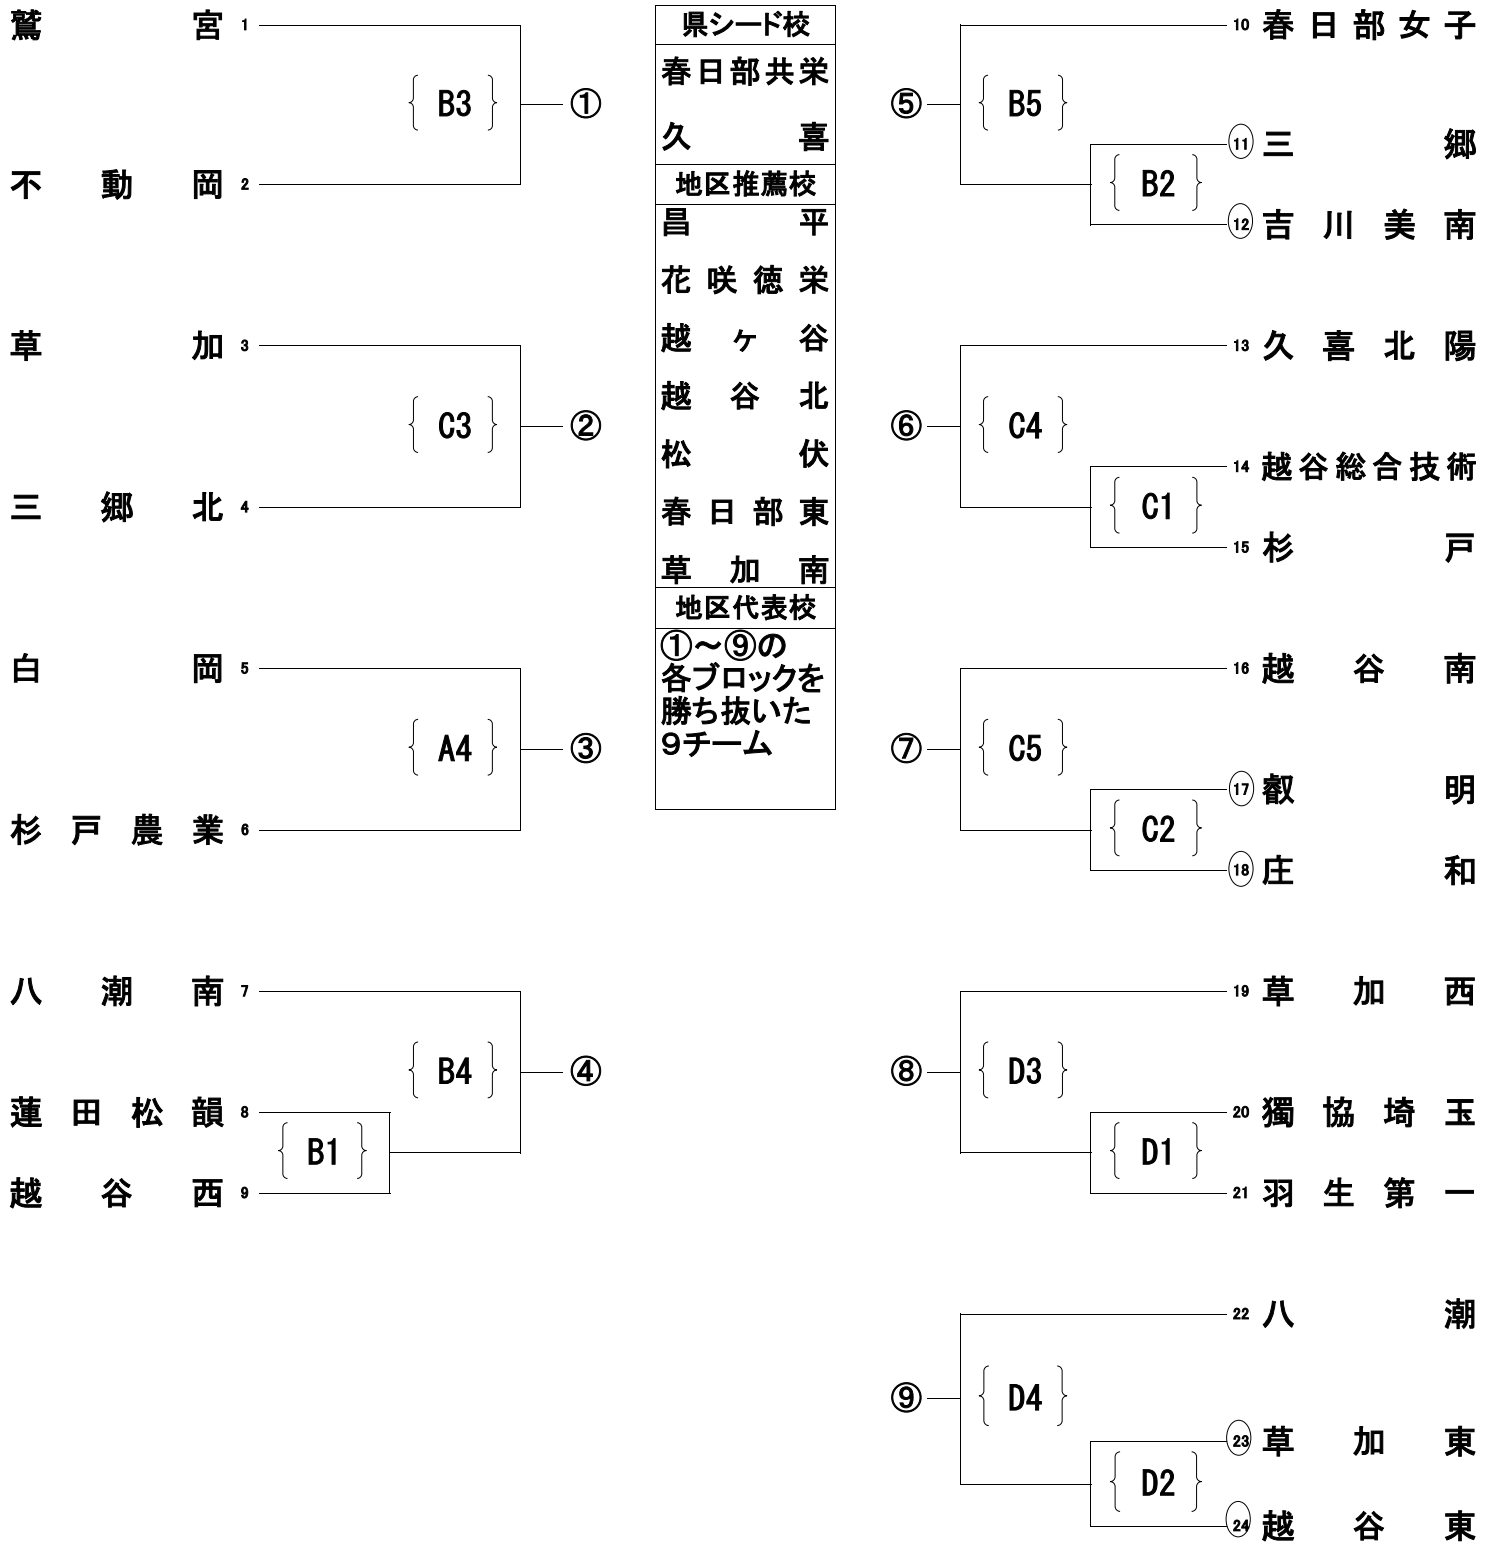 鷲宮 1
{ B3 } ①
不動岡 2
草加 3
{ C3 } ②
三郷北 4
白岡 5
{ A4 } ③
杉戸農業 6
八潮南 7
{ B4 } ④
蓮田松韻 8
{ B1 }
越谷西 9
県シード校
春日部共栄
久喜
地区推薦校
昌平
花咲徳栄
越ヶ谷
越谷北
松伏
春日部東
草加南
地区代表校
①～⑨の
各ブロックを
勝ち抜いた
９チーム
10 春日部女子
⑤ { B5 }
11 三郷
{ B2 }
12 吉川美南
13 久喜北陽
⑥ { C4 }
14 越谷総合技術
{ C1 }
15 杉戸
16 越谷南
⑦ { C5 }
17 叡明
{ C2 }
18 庄和
19 草加西
⑧ { D3 }
20 獨協埼玉
{ D1 }
21 羽生第一
22 八潮
⑨ { D4 }
23 草加東
{ D2 }
24 越谷東